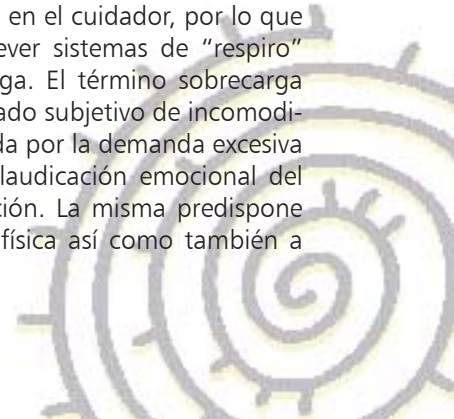 en el cuidador, por lo que
ever sistemas de “respiro”
ga. El término sobrecarga
ado subjetivo de incomodi-
da por la demanda excesiva
laudicación emocional del
ción. La misma predispone
física así como también a